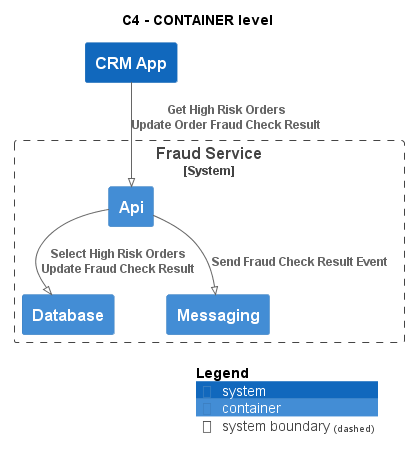 C4 - CONTAINER level
CRM App
Get High Risk Orders
Update Order Fraud Check Result
Fraud Service
[System]
Api
Select High Risk Orders
Update Fraud Check Result
Send Fraud Check Result Event
Database
Messaging
Legend
system
container
system boundary (dashed)